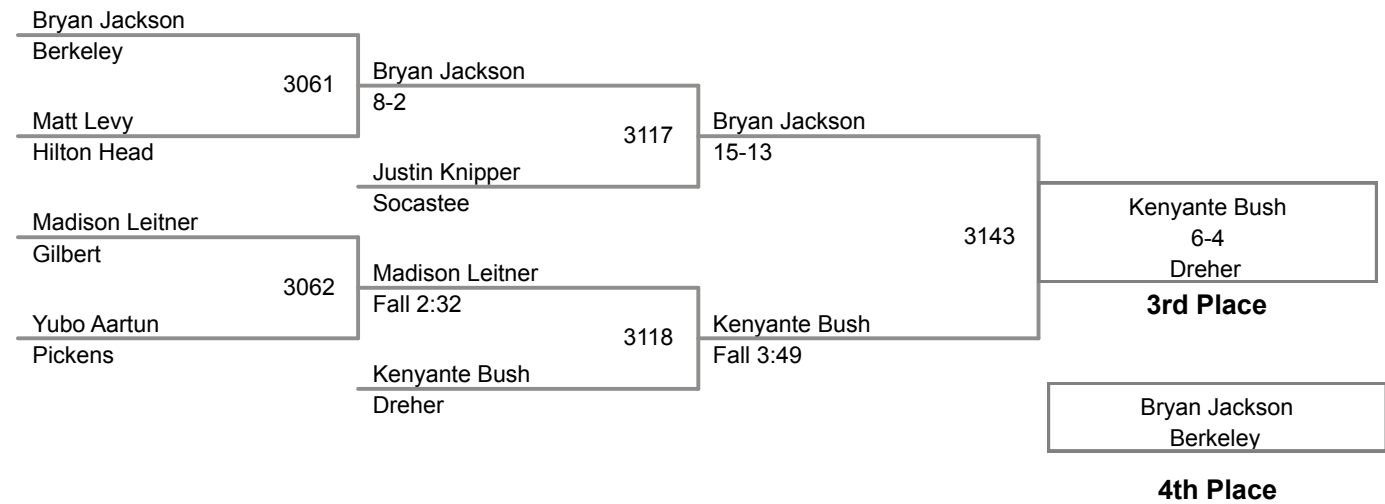 Bryan Jackson
Berkeley
3061
Matt Levy
Hilton Head
Madison Leitner
Gilbert
3062
Yubo Aartun
Pickens
Bryan Jackson
8-2
3117
Justin Knipper
Socastee
Madison Leitner
Fall 2:32
3118
Kenyante Bush
Dreher
Bryan Jackson
15-13
3143
Kenyante Bush
Fall 3:49
Kenyante Bush
6-4
Dreher
3rd Place
Bryan Jackson
Berkeley
4th Place